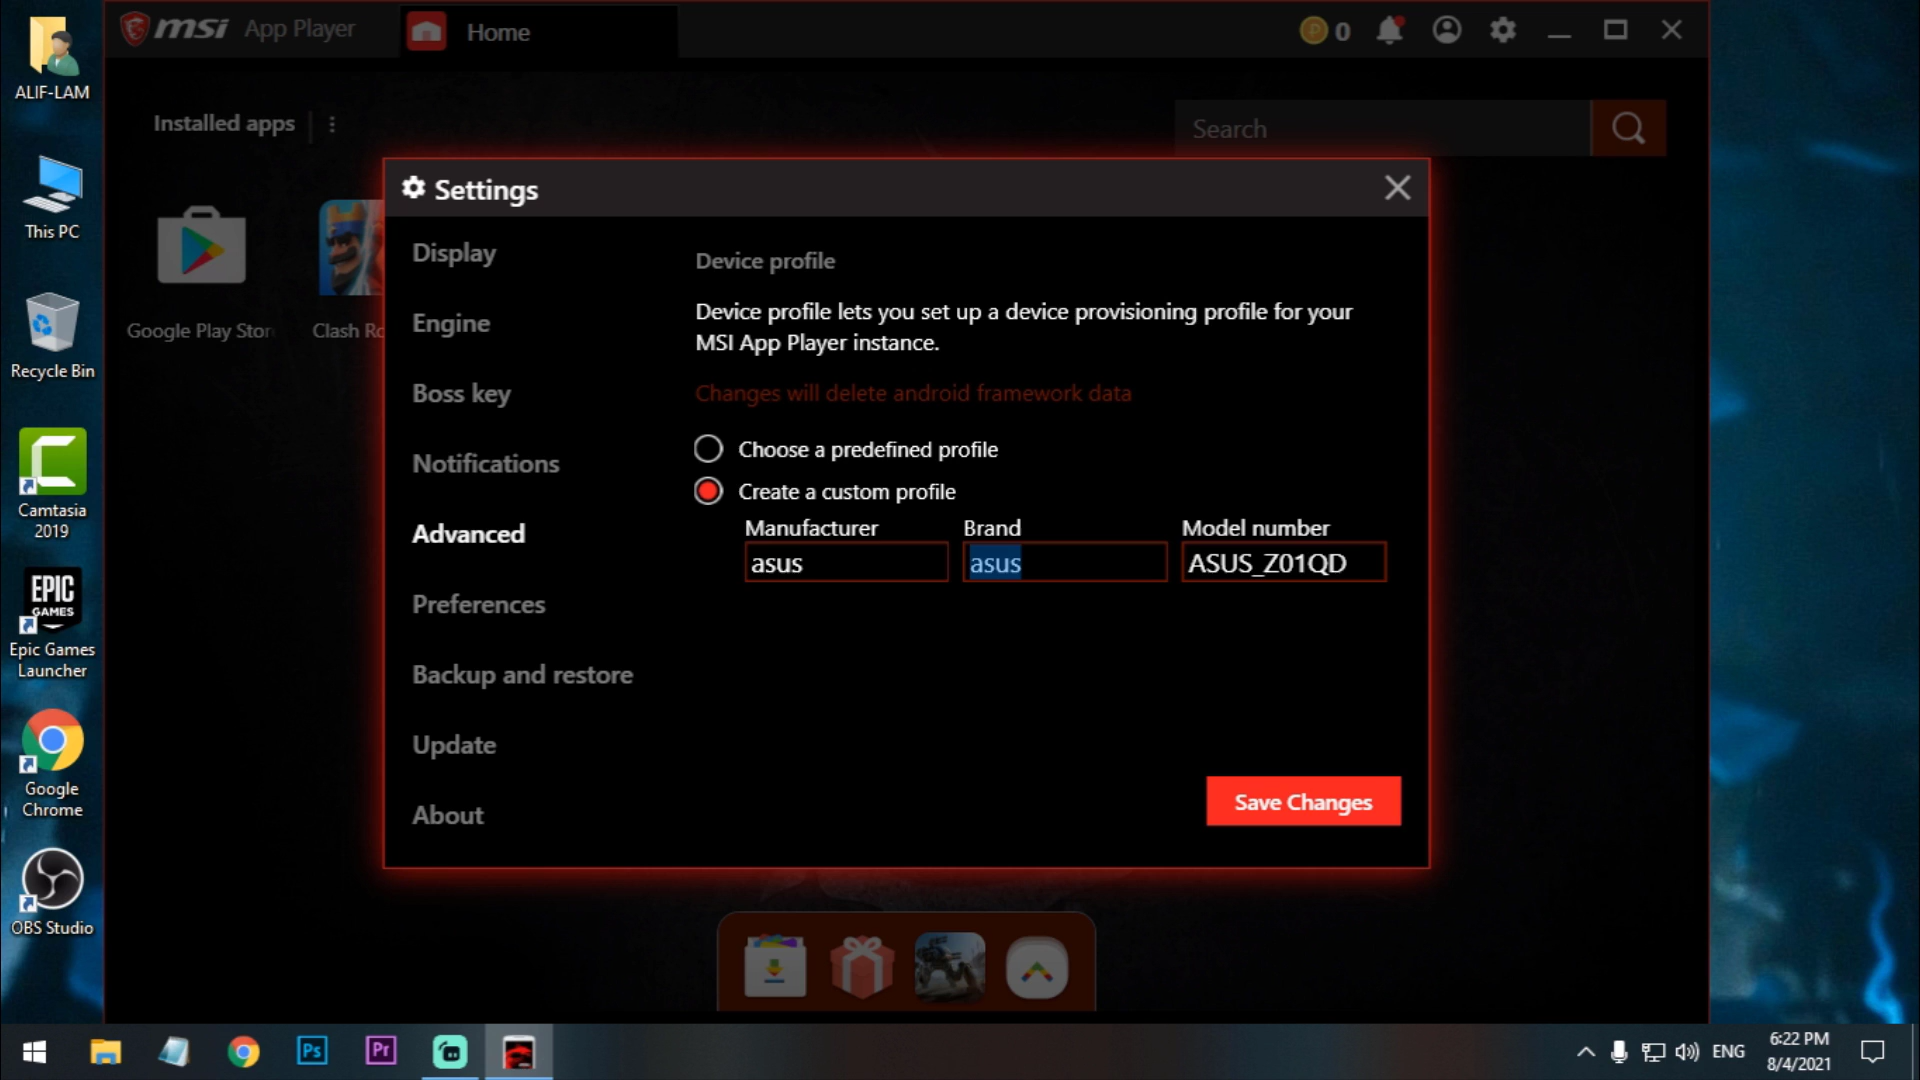 ALIF-LAM
This PC
Recycle Bin
Camtasia
2019
EPIC
GAMES
Epic Games
Launcher
Google
Chrome
OBS Studio
msi App Player
Home
0
Installed apps
Search
Google Play Stor
Clash Ro
Settings
Display
Engine
Boss key
Notifications
Advanced
Preferences
Backup and restore
Update
About
Device profile
Device profile lets you set up a device provisioning profile for your
MSI App Player instance.
Changes will delete android framework data
Choose a predefined profile
Create a custom profile
Manufacturer Brand Model number
asus asus ASUS_Z01QD
Save Changes
Ps
Pr
ENG
6:22 PM
8/4/2021